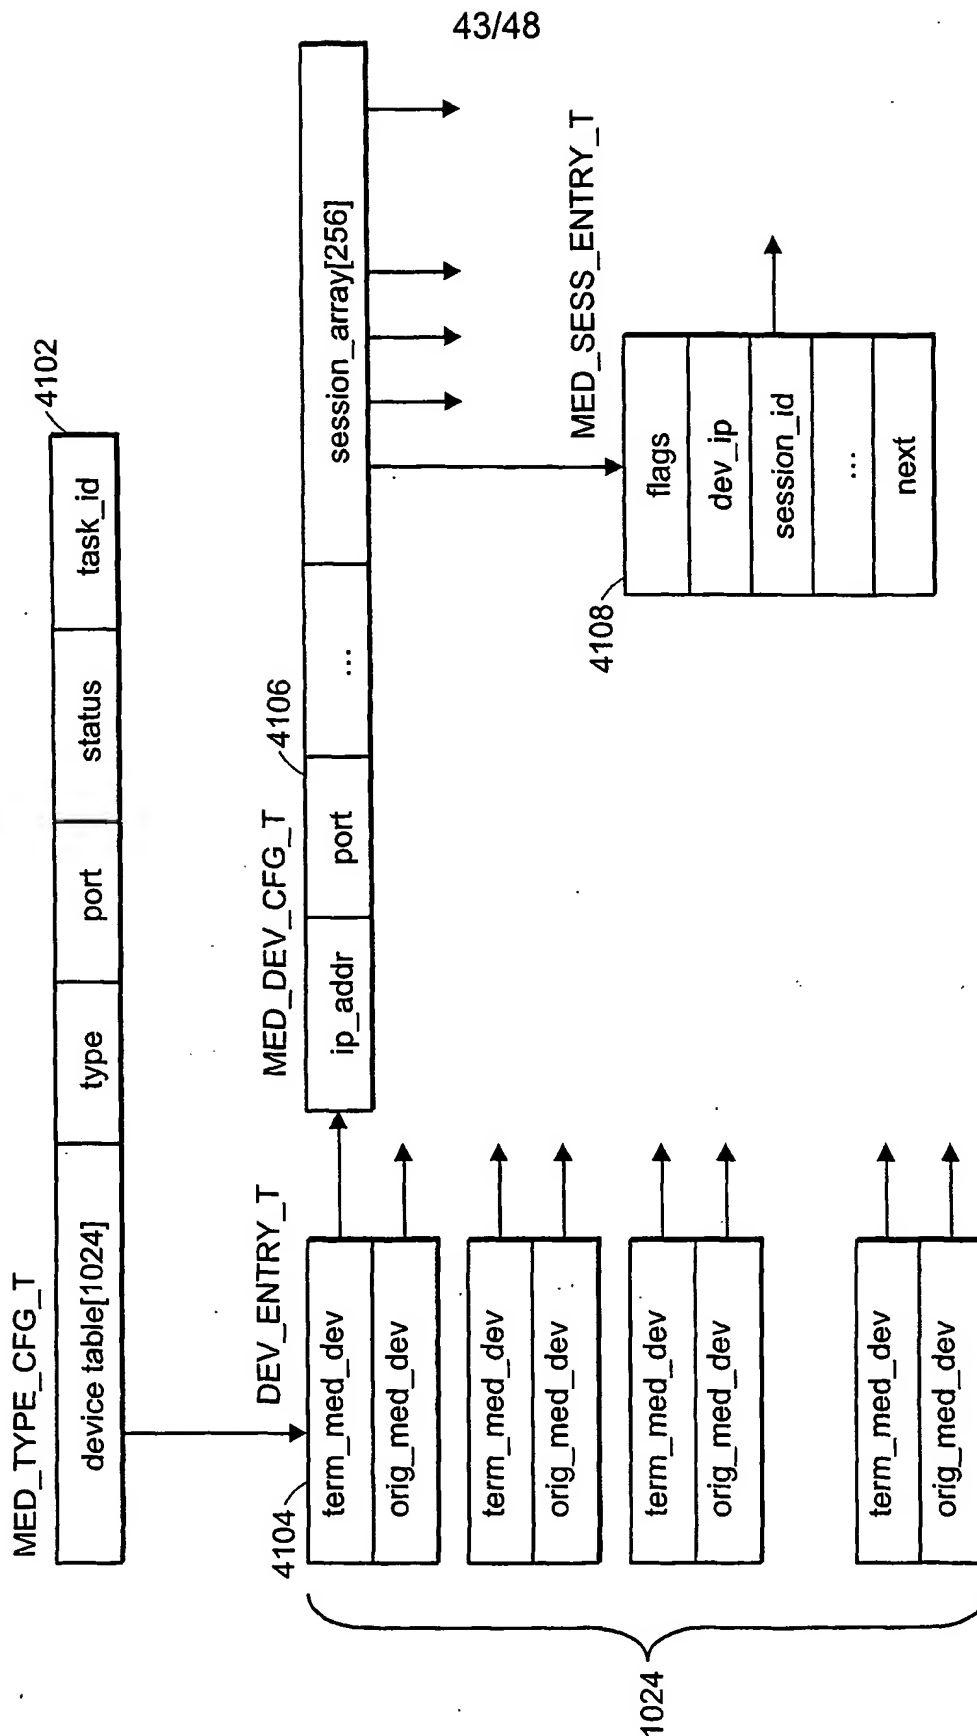 43/48
MED_TYPE_CFG_T
4102
device table[1024]
type
port
status
task_id
DEV_ENTRY_T
MED_DEV_CFG_T
4106
4104
term_med_dev
orig_med_dev
ip_addr
port
...
session_array[256]
term_med_dev
orig_med_dev
term_med_dev
orig_med_dev
term_med_dev
orig_med_dev
1024
MED_SESS_ENTRY_T
4108
flags
dev_ip
session_id
...
next